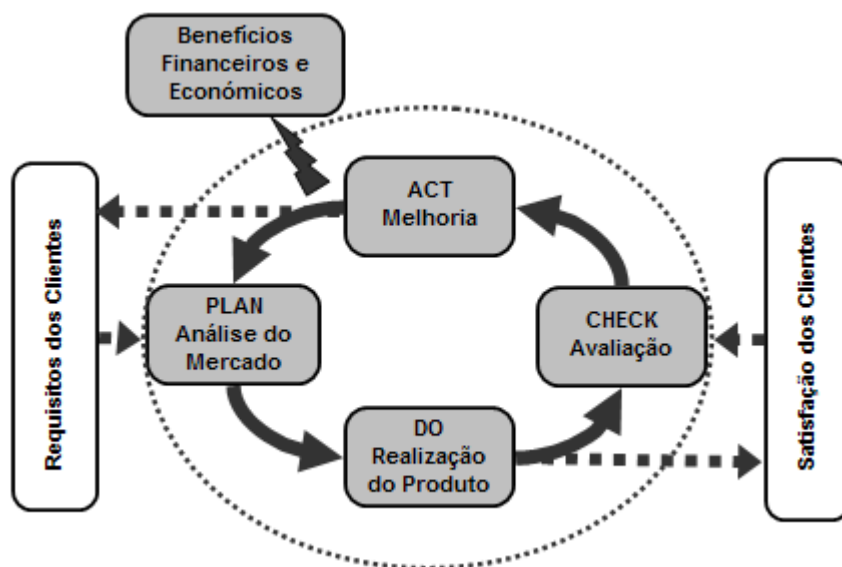 Benefícios
Financeiros e
Económicos
ACT
Melhoria
Requisitos dos Clientes
PLAN
Análise do
Mercado
CHECK
Avaliação
Satisfação dos Clientes
DO
Realização
do Produto